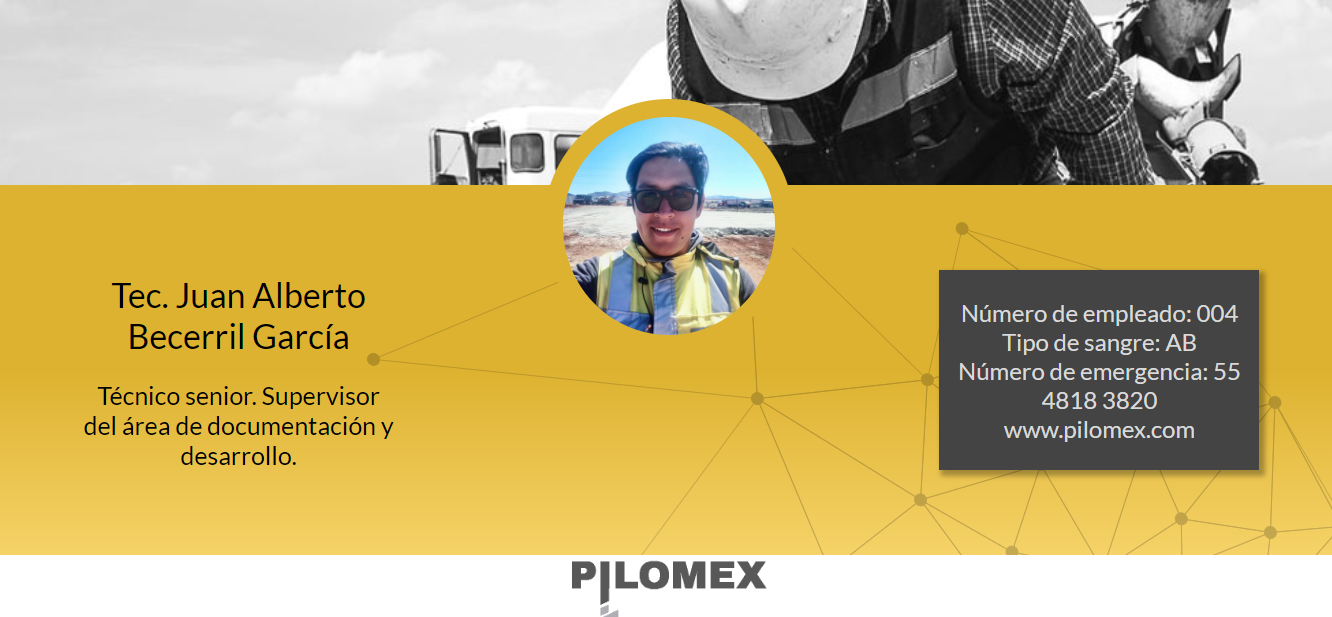 Tec. Juan Alberto
Becerril García
Técnico senior. Supervisor
del área de documentación y
desarrollo.
Número de empleado: 004
Tipo de sangre: AB
Número de emergencia: 55
4818 3820
www.pilomex.com
PILOMEX